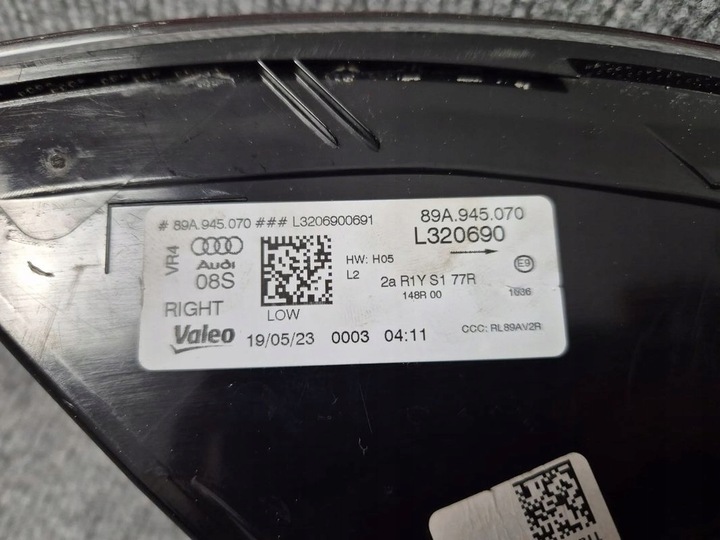 # 89A.945.070 ### L3206900691
89A.945.070
L320690
VR4
Audi
08S
HW: H05
L2
2a R1Y S1 77R
148R 00
E9
1036
RIGHT
LOW
Valeo
19/05/23 0003 04:11
CCC: RL89AV2R